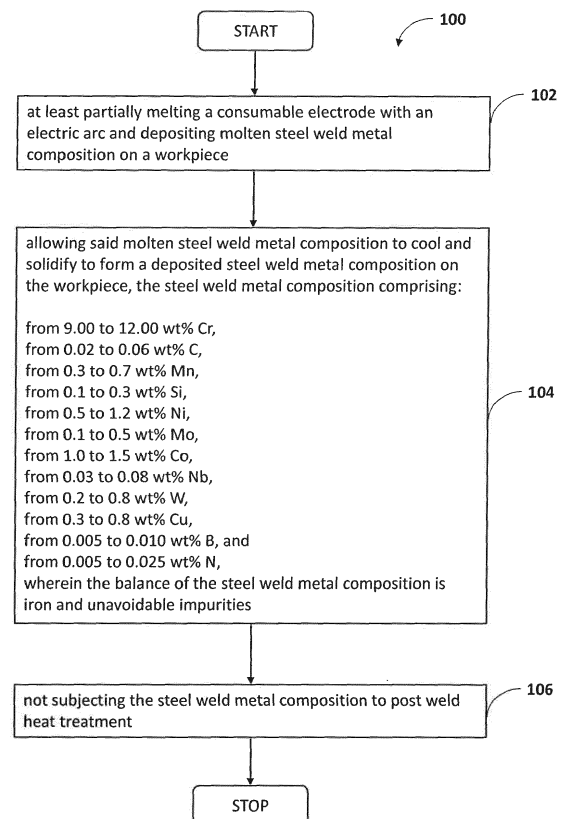 START
100
102
at least partially melting a consumable electrode with an
electric arc and depositing molten steel weld metal
composition on a workpiece
allowing said molten steel weld metal composition to cool and
solidify to form a deposited steel weld metal composition on
the workpiece, the steel weld metal composition comprising:
from 9.00 to 12.00 wt% Cr,
from 0.02 to 0.06 wt% C,
from 0.3 to 0.7 wt% Mn,
from 0.1 to 0.3 wt% Si,
from 0.5 to 1.2 wt% Ni,
from 0.1 to 0.5 wt% Mo,
from 1.0 to 1.5 wt% Co,
from 0.03 to 0.08 wt% Nb,
from 0.2 to 0.8 wt% W,
from 0.3 to 0.8 wt% Cu,
from 0.005 to 0.010 wt% B, and
from 0.005 to 0.025 wt% N,
wherein the balance of the steel weld metal composition is
iron and unavoidable impurities
104
not subjecting the steel weld metal composition to post weld
heat treatment
106
STOP